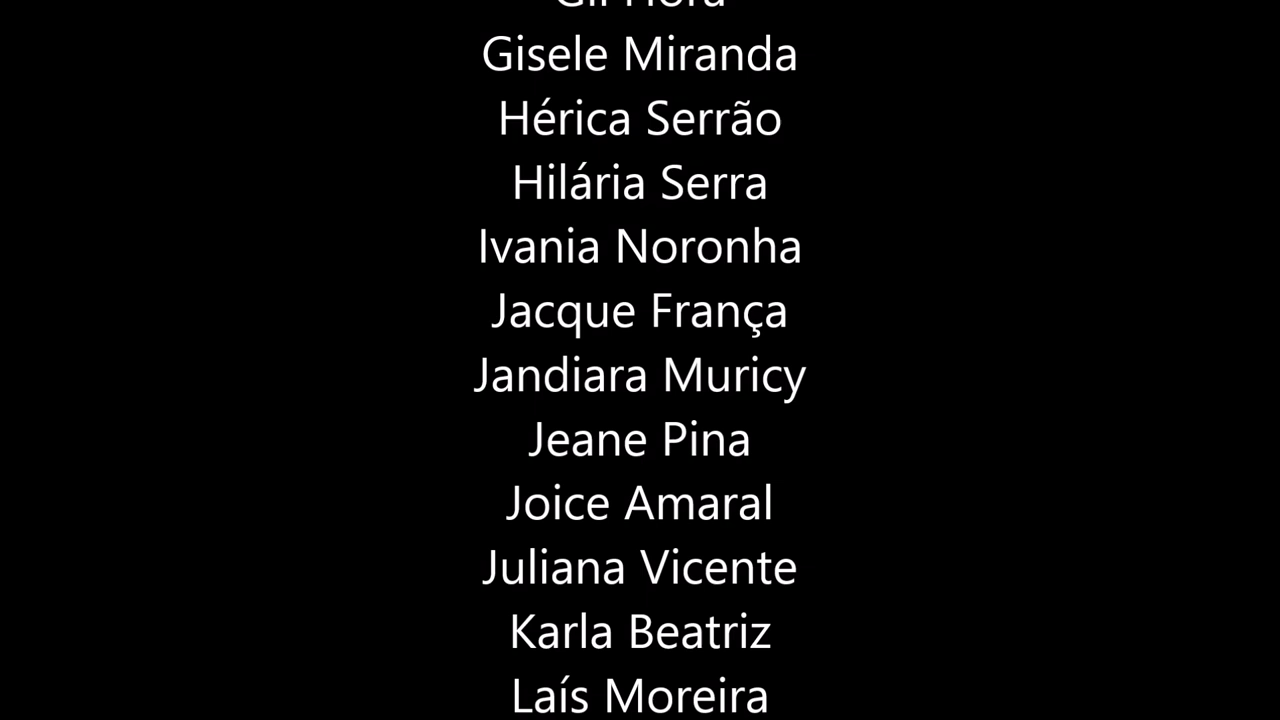 Gisele Miranda
Hérica Serrão
Hilária Serra
Ivania Noronha
Jacque França
Jandiara Muricy
Jeane Pina
Joice Amaral
Juliana Vicente
Karla Beatriz
Laís Moreira